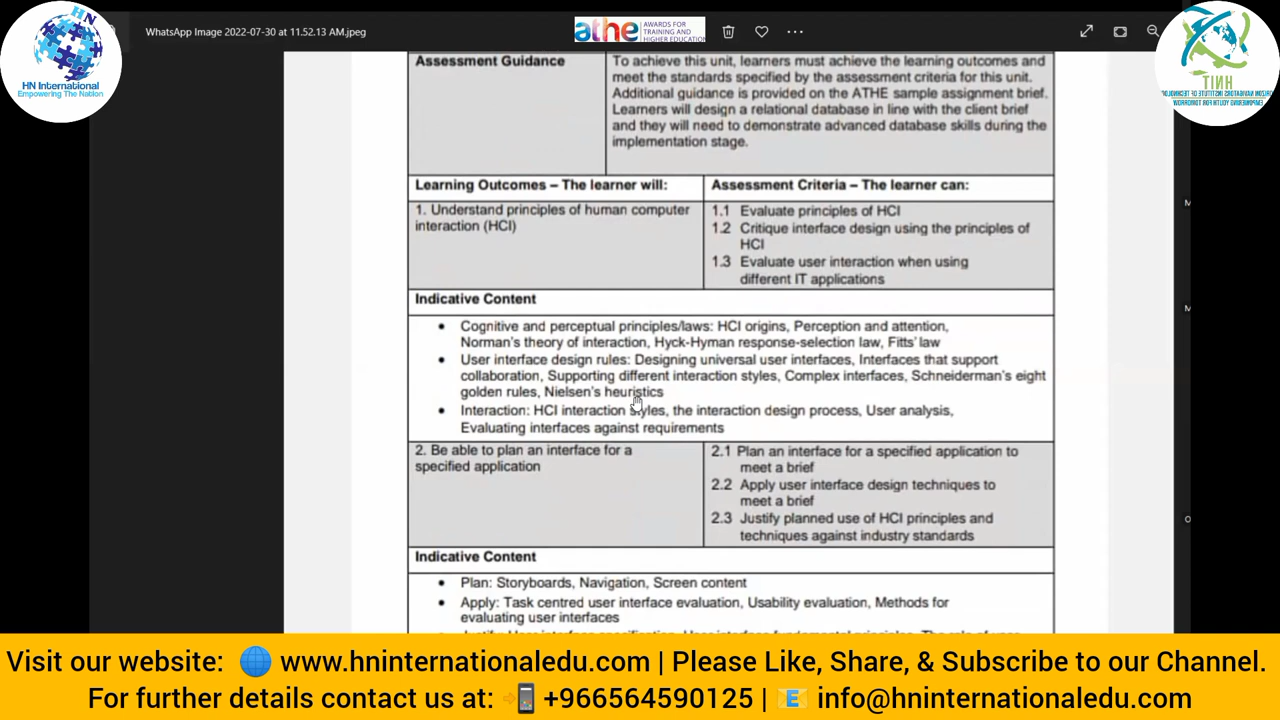 HN
HN International
Empowering The Nation
WhatsApp Image 2022-07-30 at 11.52.13 AM.jpeg
athe AWARDS FOR
TRAINING AND
HIGHER EDUCATION
HNIT
Assessment Guidance
To achieve this unit, learners must achieve the learning outcomes and
meet the standards specified by the assessment criteria for this unit.
Additional guidance is provided on the ATHE sample assignment brief.
Learners will design a relational database in line with the client brief
and they will need to demonstrate advanced database skills during the
implementation stage.
Learning Outcomes – The learner will:
Assessment Criteria – The learner can:
1. Understand principles of human computer
interaction (HCI)
1.1 Evaluate principles of HCI
1.2 Critique interface design using the principles of
HCI
1.3 Evaluate user interaction when using
different IT applications
Indicative Content
• Cognitive and perceptual principles/laws: HCI origins, Perception and attention,
Norman's theory of interaction, Hyck-Hyman response-selection law, Fitts' law
• User interface design rules: Designing universal user interfaces, Interfaces that support
collaboration, Supporting different interaction styles, Complex interfaces, Schneiderman's eight
golden rules, Nielsen's heuristics
• Interaction: HCI interaction styles, the interaction design process, User analysis,
Evaluating interfaces against requirements
2. Be able to plan an interface for a
specified application
2.1 Plan an interface for a specified application to
meet a brief
2.2 Apply user interface design techniques to
meet a brief
2.3 Justify planned use of HCI principles and
techniques against industry standards
Indicative Content
• Plan: Storyboards, Navigation, Screen content
• Apply: Task centred user interface evaluation, Usability evaluation, Methods for
evaluating user interfaces
Visit our website: 🌐 www.hninternationaledu.com | Please Like, Share, & Subscribe to our Channel.
For further details contact us at: 📲 +966564590125 | 📧 info@hninternationaledu.com